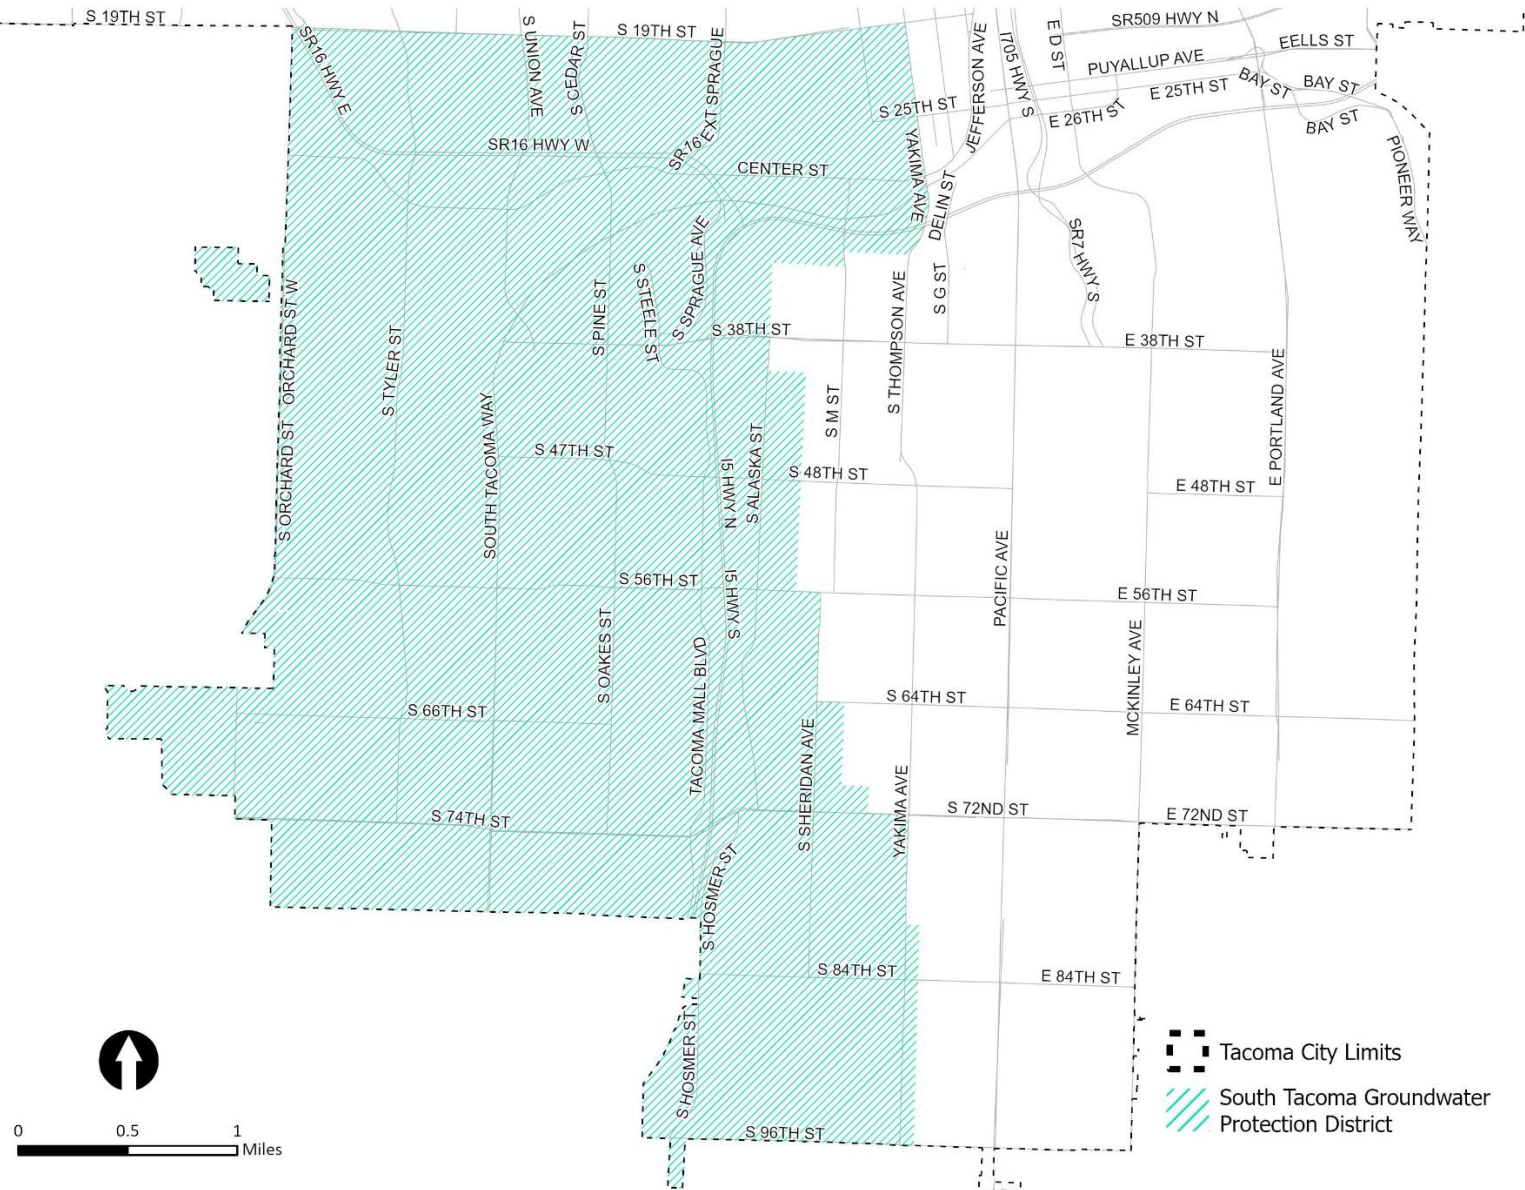 S 19TH ST
S 19TH ST
SR509 HWY N
SR16 HWY E
S UNION AVE
S CEDAR ST
SR16 EXT SPRAGUE
JEFFERSON AVE
I705 HWY S
E D ST
PUYALLUP AVE
EELLS ST
BAY ST
BAY ST
BAY ST
E 25TH ST
S 25TH ST
E 26TH ST
SR16 HWY W
CENTER ST
YAKIMA AVE
DELIN ST
PIONEER WAY
S SPRAGUE AVE
SR7 HWY S
ORCHARD ST W
S PINE ST
S STEELE ST
S G ST
S THOMPSON AVE
S 38TH ST
E 38TH ST
S TYLER ST
S M ST
E PORTLAND AVE
S ORCHARD ST
SOUTH TACOMA WAY
S 47TH ST
I5 HWY N
S ALASKA ST
S 48TH ST
E 48TH ST
PACIFIC AVE
S 56TH ST
I5 HWY S
E 56TH ST
S OAKES ST
TACOMA MALL BLVD
MCKINLEY AVE
S 64TH ST
E 64TH ST
S 66TH ST
S SHERIDAN AVE
YAKIMA AVE
S 72ND ST
E 72ND ST
S 74TH ST
S HOSMER ST
S 84TH ST
E 84TH ST
S HOSMER ST
S 96TH ST
Tacoma City Limits
South Tacoma Groundwater
Protection District
0 0.5 1
Miles